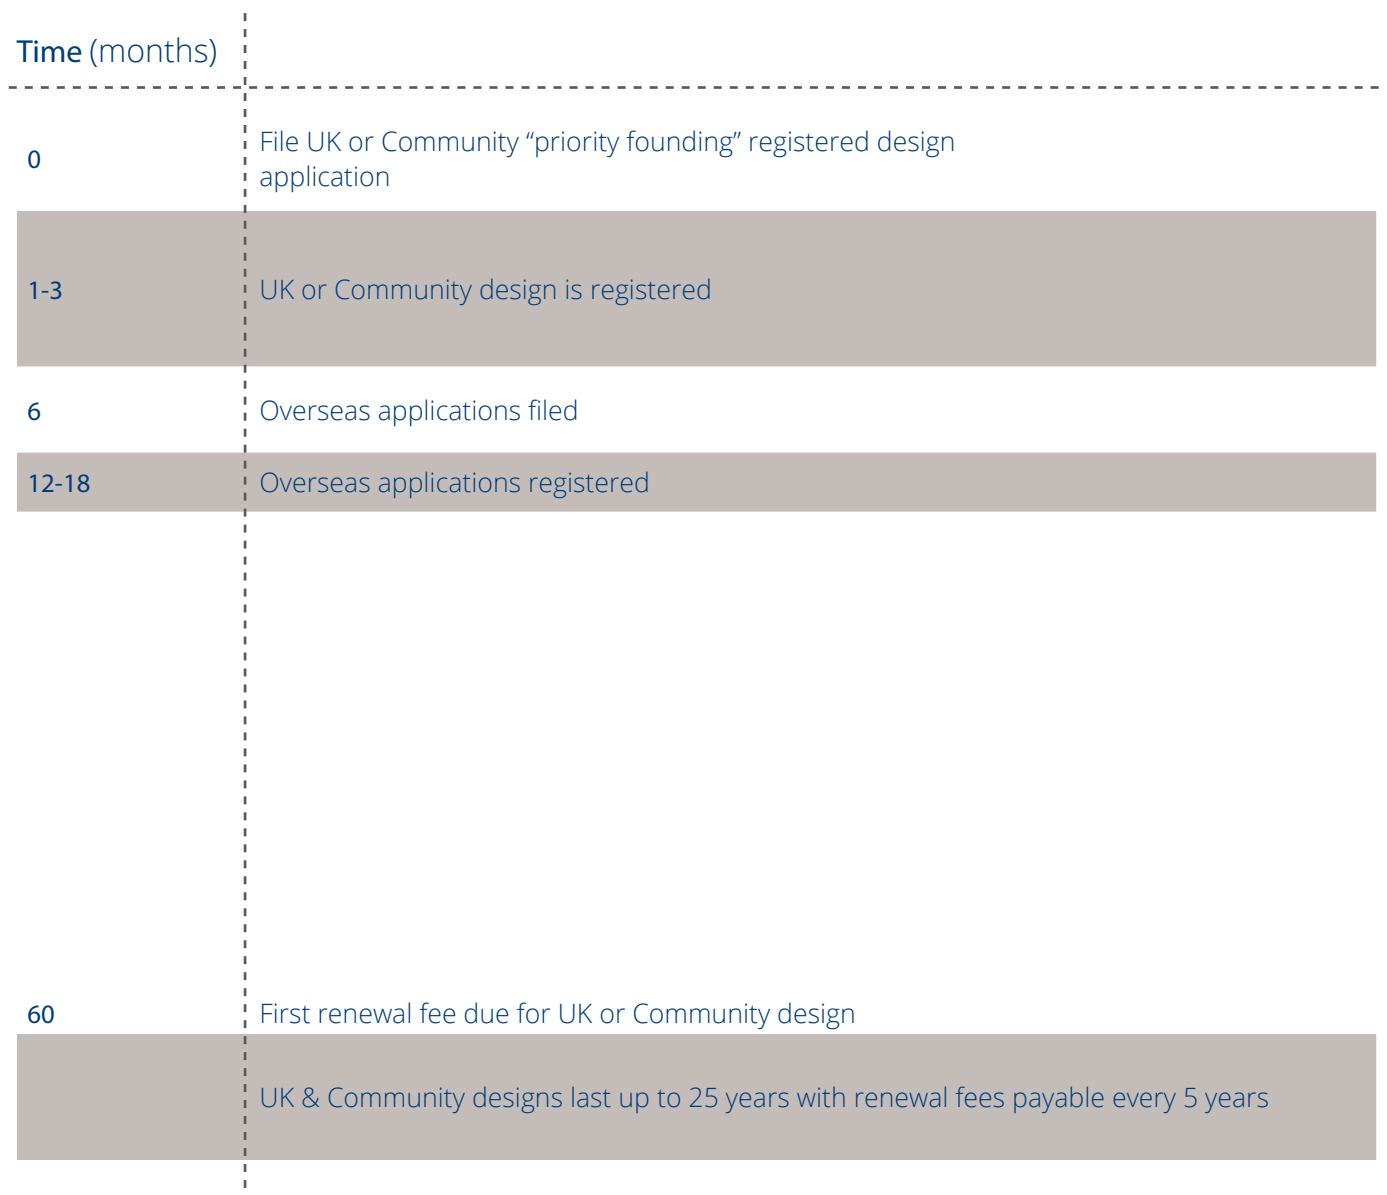 Time (months)
0
File UK or Community “priority founding” registered design
application
1-3
UK or Community design is registered
6
Overseas applications filed
12-18
Overseas applications registered
60
First renewal fee due for UK or Community design
UK & Community designs last up to 25 years with renewal fees payable every 5 years